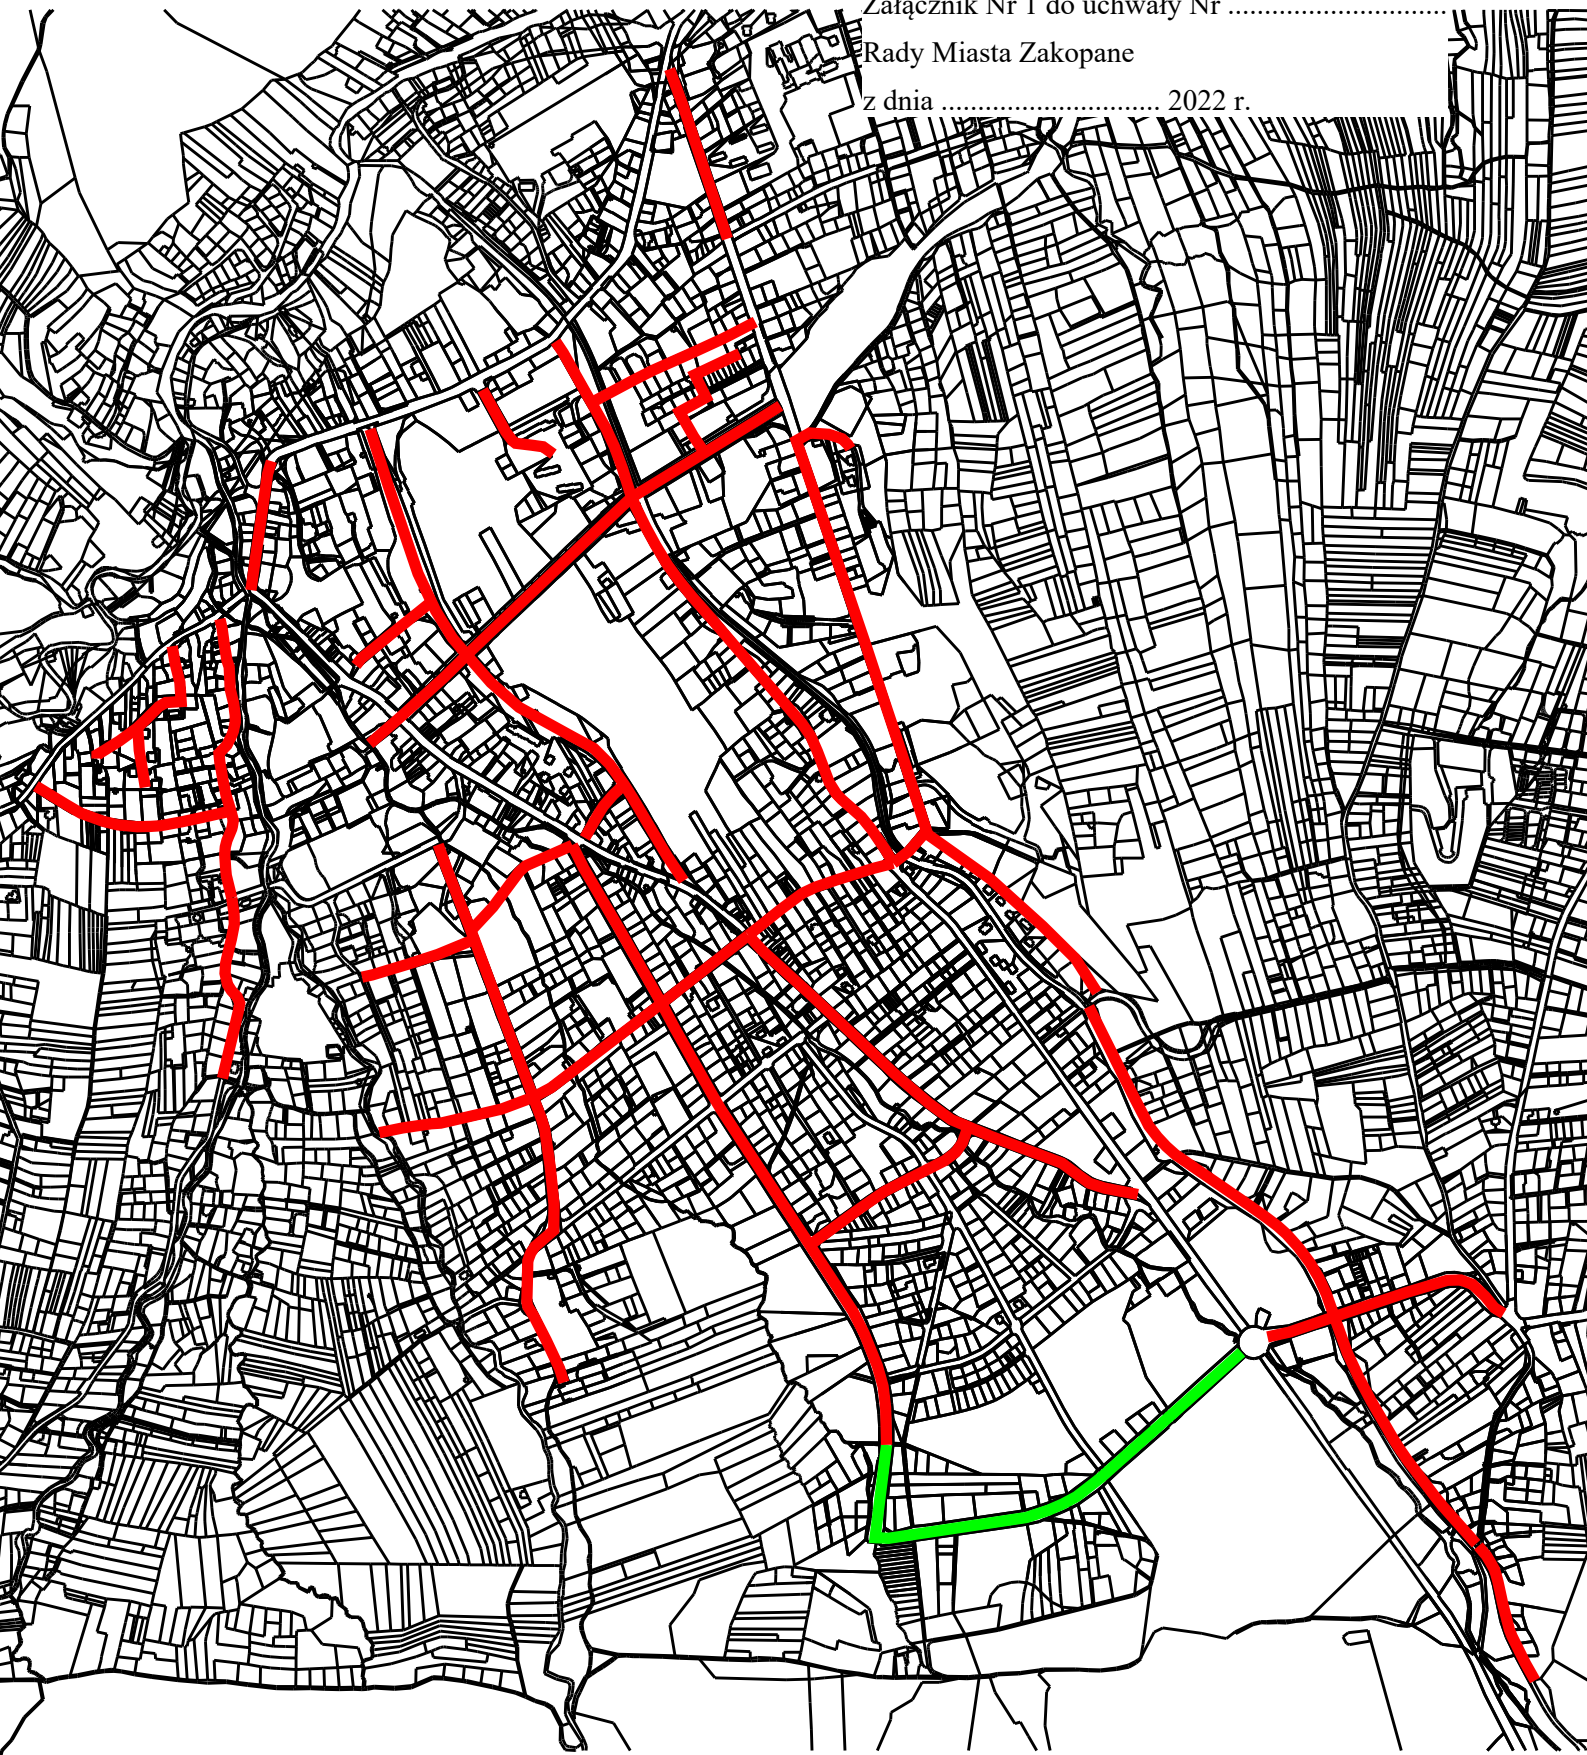 Załącznik Nr 1 do uchwały Nr ..............................
Rady Miasta Zakopane
z dnia .............................. 2022 r.